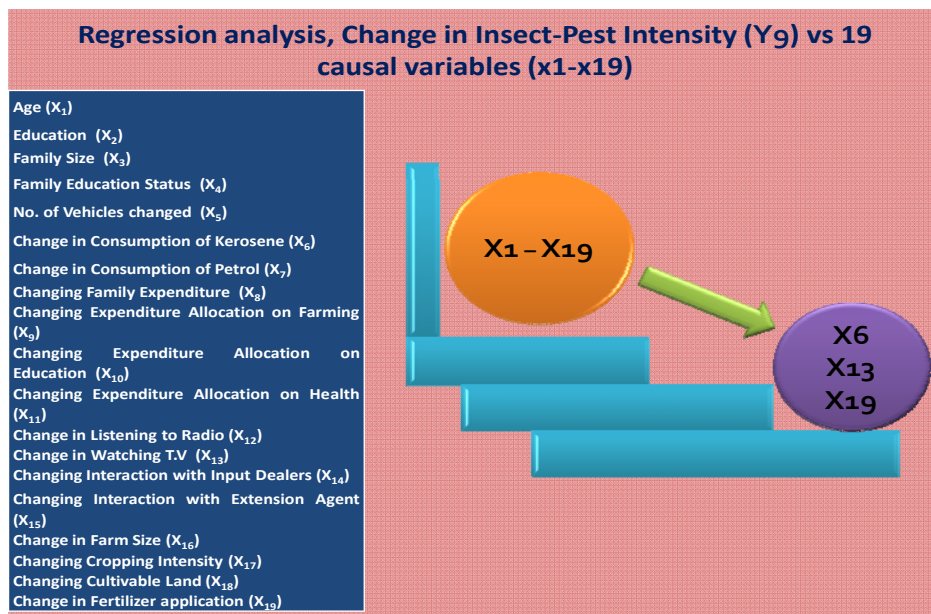 Regression analysis, Change in Insect-Pest Intensity (Y9) vs 19
causal variables (x1-x19)
Age (X₁)
Education (X₂)
Family Size (X₃)
Family Education Status (X₄)
No. of Vehicles changed (X₅)
Change in Consumption of Kerosene (X₆)
Change in Consumption of Petrol (X₇)
Changing Family Expenditure (X₈)
Changing Expenditure Allocation on Farming
(X₉)
Changing Expenditure Allocation on
Education (X₁₀)
Changing Expenditure Allocation on Health
(X₁₁)
Change in Listening to Radio (X₁₂)
Change in Watching T.V (X₁₃)
Changing Interaction with Input Dealers (X₁₄)
Changing Interaction with Extension Agent
(X₁₅)
Change in Farm Size (X₁₆)
Changing Cropping Intensity (X₁₇)
Changing Cultivable Land (X₁₈)
Change in Fertilizer application (X₁₉)
X1 – X19
X6
X13
X19